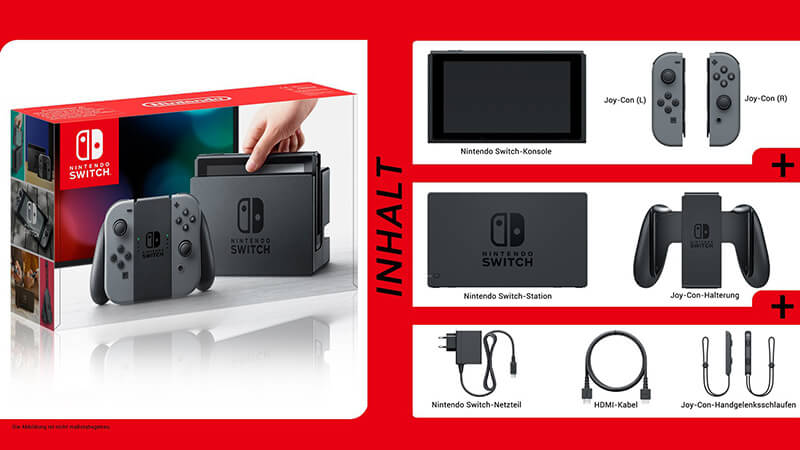 Nintendo
NINTENDO
SWITCH
NINTENDO
SWITCH
INHALT
Joy-Con (L)
Joy-Con (R)
Nintendo Switch-Konsole
+
NINTENDO
SWITCH
Nintendo Switch-Station
Joy-Con-Halterung
+
Nintendo Switch-Netzteil
HDMI-Kabel
Joy-Con-Handgelenksschlaufen